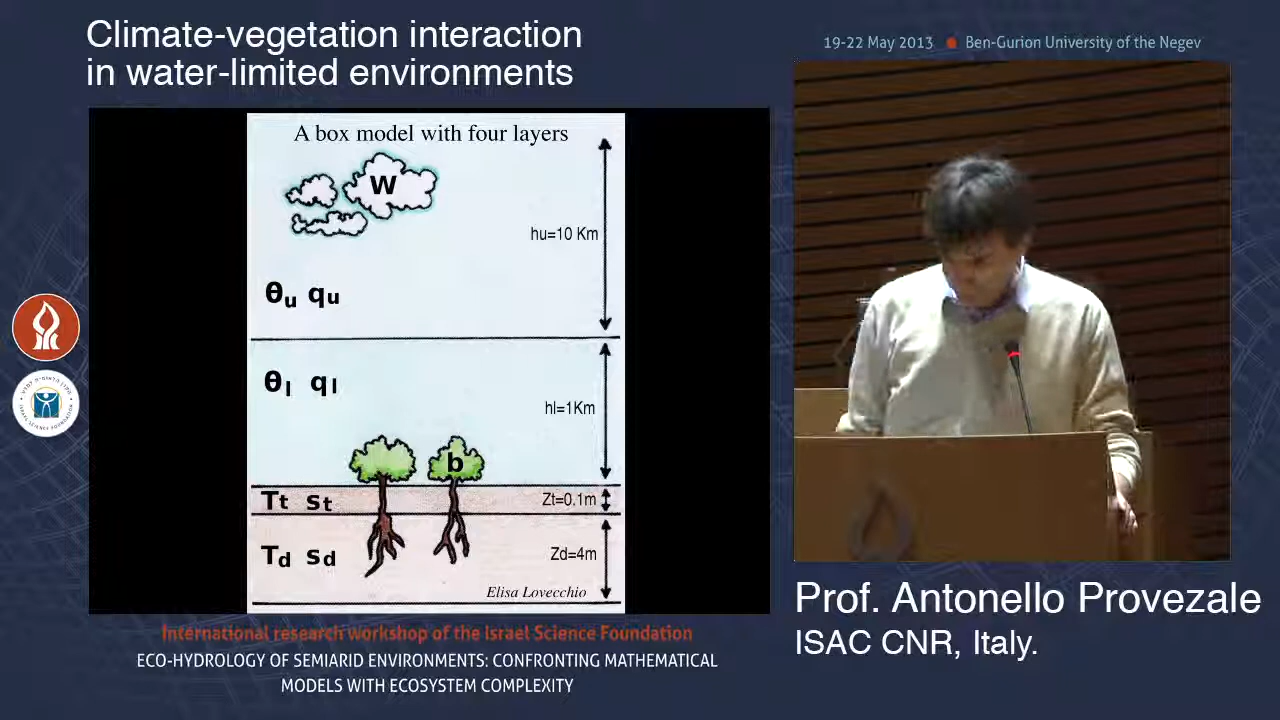 Climate-vegetation interaction
in water-limited environments
19-22 May 2013 ● Ben-Gurion University of the Negev
A box model with four layers
w
hu=10 Km
θu qu
θl ql
hl=1Km
b
Tt st
Zt=0.1m
Td sd
Zd=4m
Elisa Lovecchio
Prof. Antonello Provezale
ISAC CNR, Italy.
International research workshop of the Israel Science Foundation
ECO-HYDROLOGY OF SEMIARID ENVIRONMENTS: CONFRONTING MATHEMATICAL
MODELS WITH ECOSYSTEM COMPLEXITY